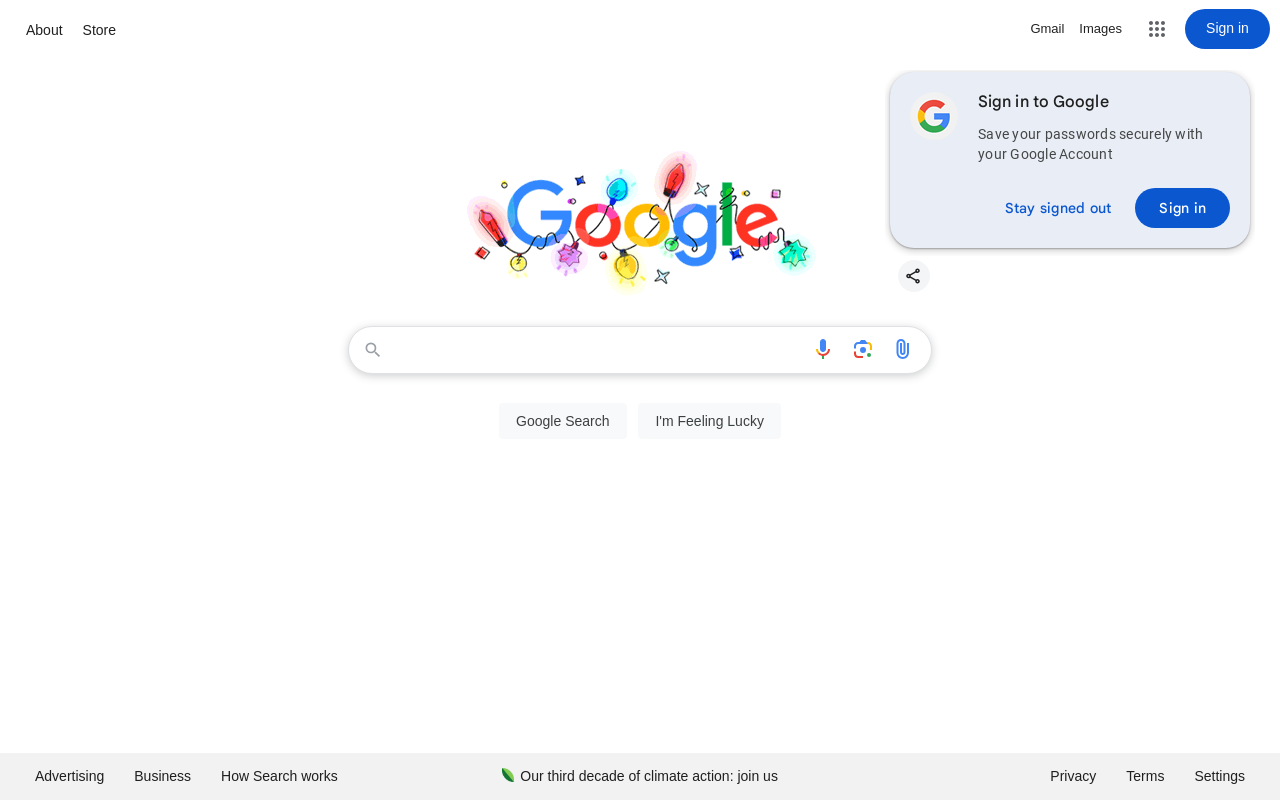 About
Store
Gmail
Images
Sign in
Sign in to Google
Save your passwords securely with
your Google Account
Stay signed out
Sign in
Google
Google Search
I'm Feeling Lucky
Advertising
Business
How Search works
Our third decade of climate action: join us
Privacy
Terms
Settings